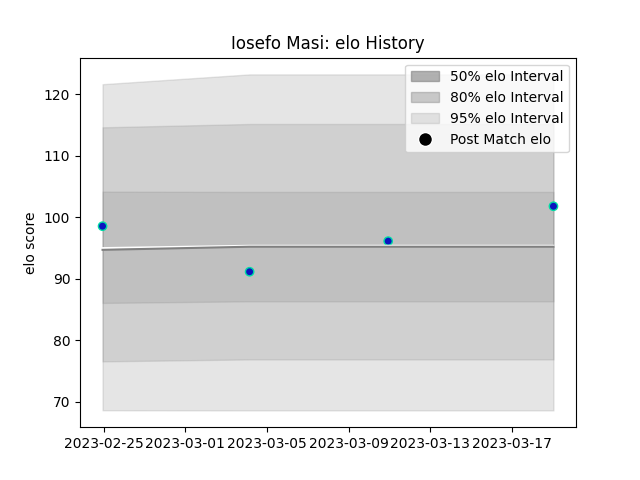 Iosefo Masi: elo History
50% elo Interval
80% elo Interval
95% elo Interval
Post Match elo
elo score
120
110
100
90
80
70
2023-02-25 2023-03-01 2023-03-05 2023-03-09 2023-03-13 2023-03-17